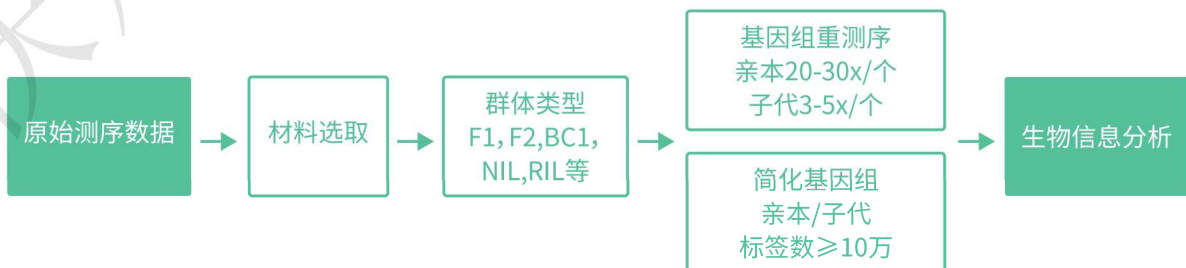 原始测序数据
材料选取
群体类型
F1, F2,BC1,
NIL,RIL等
基因组重测序
亲本20-30x/个
子代3-5x/个
简化基因组
亲本/子代
标签数≥10万
生物信息分析